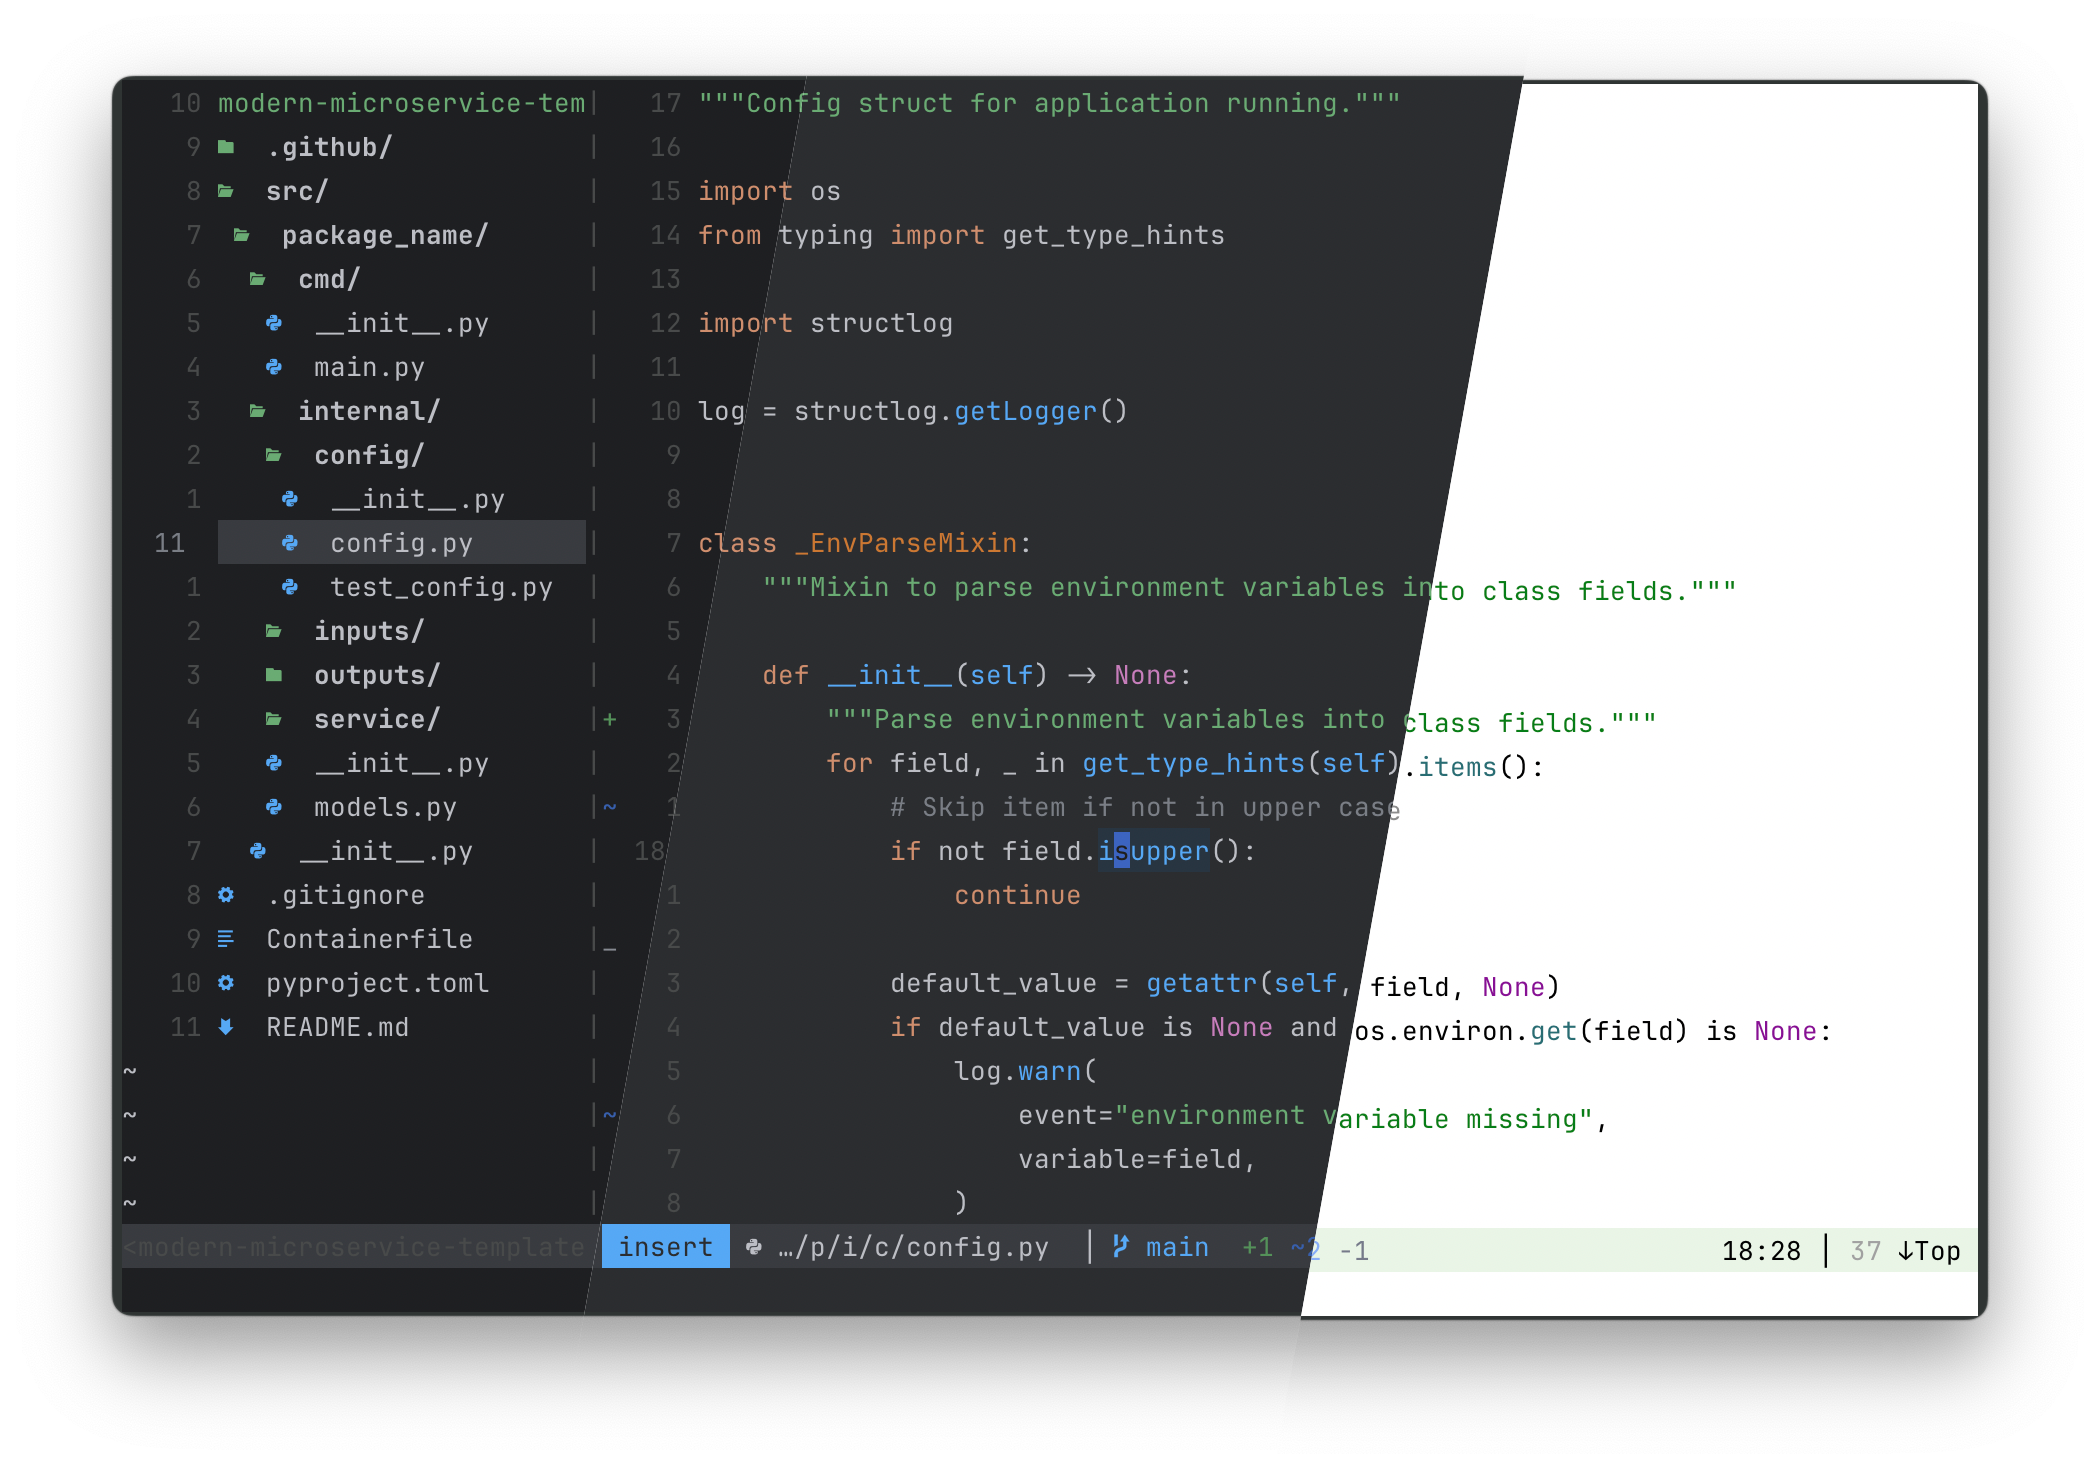 10 modern-microservice-tem
9 .github/
8 src/
7 package_name/
6 cmd/
5 __init__.py
4 main.py
3 internal/
2 config/
1 __init__.py
11 config.py
1 test_config.py
2 inputs/
3 outputs/
4 service/
5 __init__.py
6 models.py
7 __init__.py
8 .gitignore
9 Containerfile
10 pyproject.toml
11 README.md
~
~
~
~
<modern-microservice-template
17 """Config struct for application running."""
16
15 import os
14 from typing import get_type_hints
13
12 import structlog
11
10 log = structlog.getLogger()
9
8
7 class _EnvParseMixin:
6 """Mixin to parse environment variables into class fields."""
5
4 def __init__(self) -> None:
+ 3 """Parse environment variables into class fields."""
2 for field, _ in get_type_hints(self).items():
~ 1 # Skip item if not in upper case
18 if not field.isupper():
1 continue
_ 2
3 default_value = getattr(self, field, None)
4 if default_value is None and os.environ.get(field) is None:
5 log.warn(
~ 6 event="environment variable missing",
7 variable=field,
8 )
insert …/p/i/c/config.py | main +1 ~2 -1 18:28 | 37 ↓Top